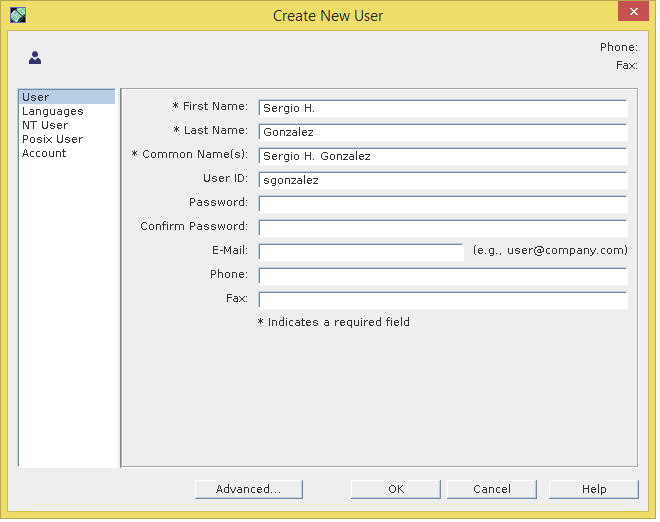 Create New User
Phone:
Fax:
User
Languages
NT User
Posix User
Account
* First Name: Sergio H.
* Last Name: Gonzalez
* Common Name(s): Sergio H. Gonzalez
User ID: sgonzalez
Password:
Confirm Password:
E-Mail: (e.g., user@company.com)
Phone:
Fax:
* Indicates a required field
Advanced... OK Cancel Help